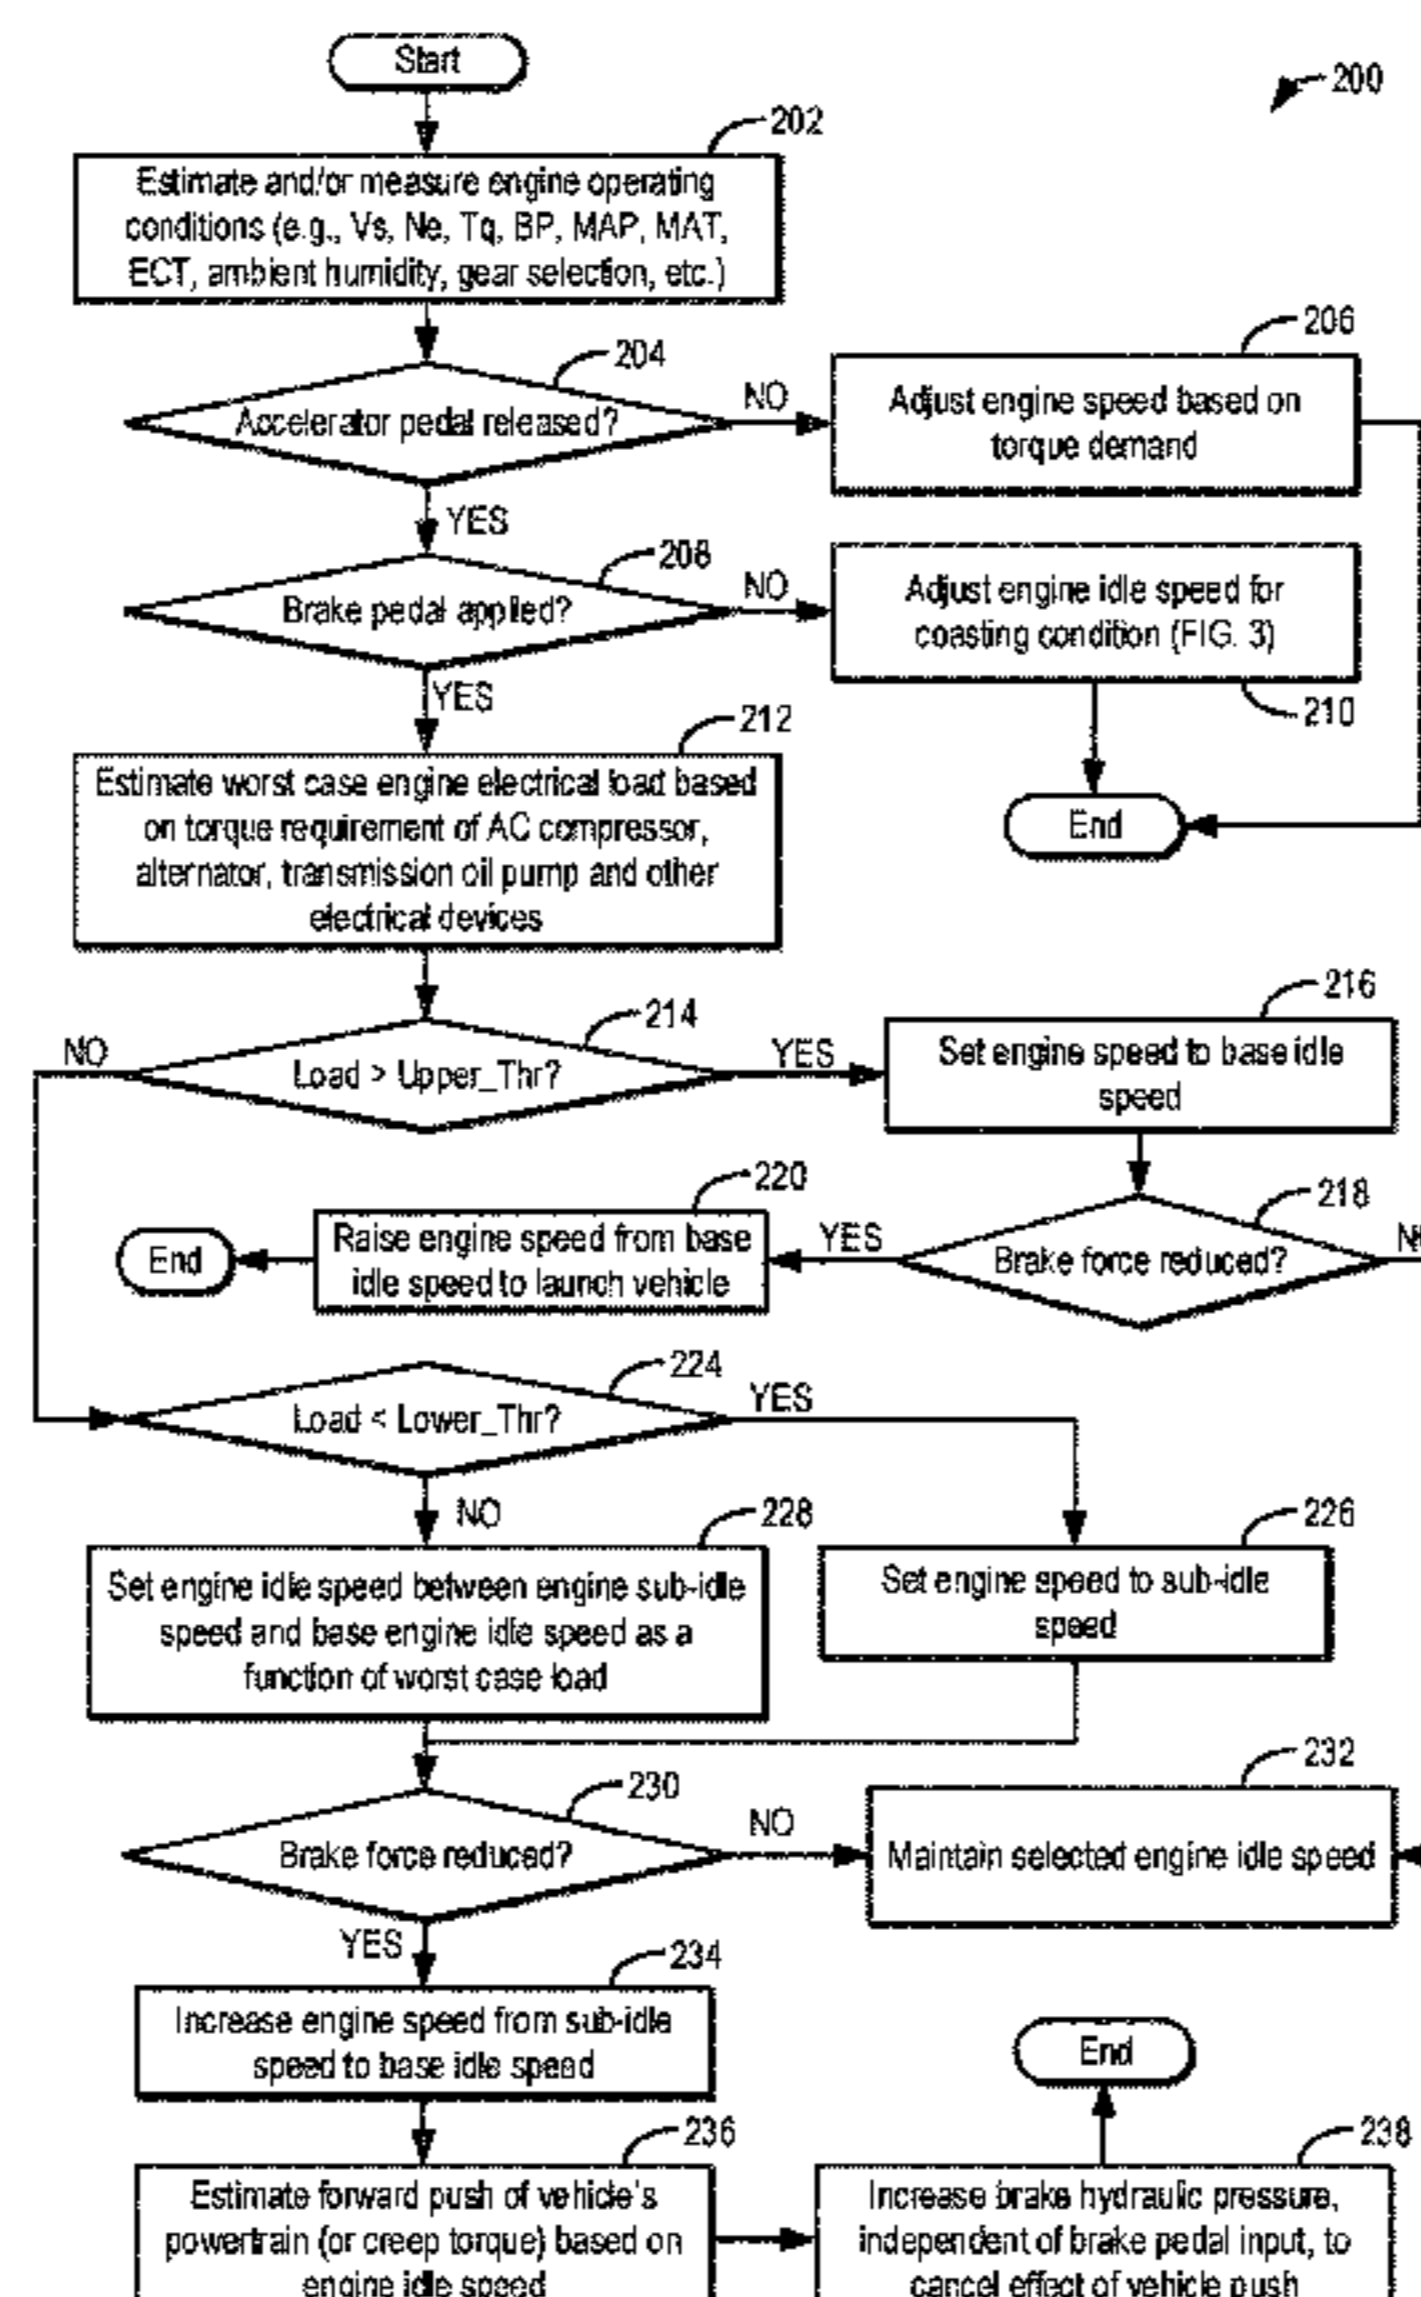 Start
200
202
Estimate and/or measure engine operating
conditions (e.g., Vs, Ne, Tq, BP, MAP, MAT,
ECT, ambient humidity, gear selection, etc.)
204
Accelerator pedal released?
NO
206
Adjust engine speed based on
torque demand
YES
208
Brake pedal applied?
NO
Adjust engine idle speed for
coasting condition (FIG. 3)
210
End
YES
212
Estimate worst case engine electrical load based
on torque requirement of AC compressor,
alternator, transmission oil pump and other
electrical devices
214
NO
Load > Upper_Thr?
YES
216
Set engine speed to base idle
speed
218
Brake force reduced?
YES
220
Raise engine speed from base
idle speed to launch vehicle
End
224
Load < Lower_Thr?
YES
NO
228
Set engine idle speed between engine sub-idle
speed and base engine idle speed as a
function of worst case load
226
Set engine speed to sub-idle
speed
230
Brake force reduced?
NO
232
Maintain selected engine idle speed
YES
234
Increase engine speed from sub-idle
speed to base idle speed
236
Estimate forward push of vehicle's
powertrain (or creep torque) based on
engine idle speed
238
Increase brake hydraulic pressure,
independent of brake pedal input, to
cancel effect of vehicle push
End